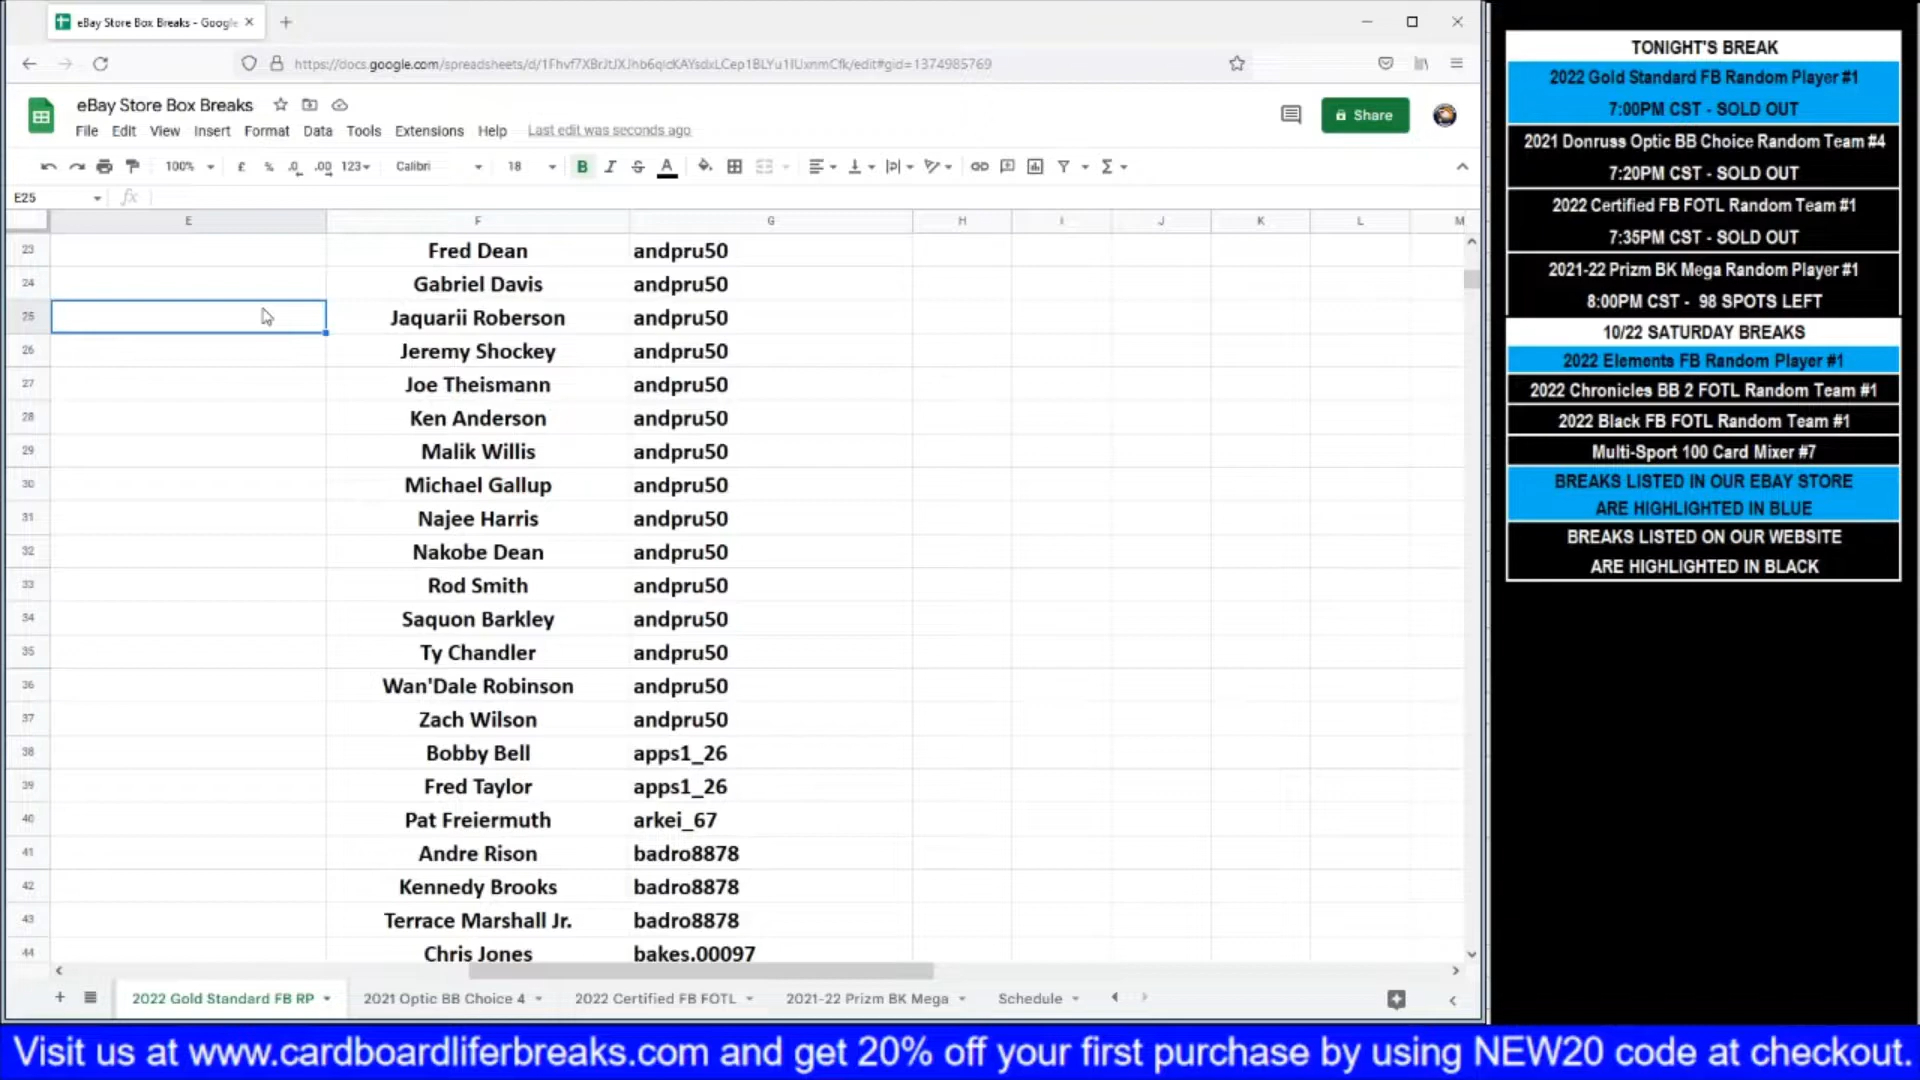 eBay Store Box Breaks - Google
https://docs.google.com/spreadsheets/d/
eBay Store Box Breaks
Share
File Edit View Insert Format Data Tools Extensions Help Last edit was seconds ago
100% £ % .0 .00 123 Calibri 18 B I S A
E25 fx
E F G H I J K L M
23 Fred Dean andpru50
24 Gabriel Davis andpru50
25 Jaquarii Roberson andpru50
26 Jeremy Shockey andpru50
27 Joe Theismann andpru50
28 Ken Anderson andpru50
29 Malik Willis andpru50
30 Michael Gallup andpru50
31 Najee Harris andpru50
32 Nakobe Dean andpru50
33 Rod Smith andpru50
34 Saquon Barkley andpru50
35 Ty Chandler andpru50
36 Wan'Dale Robinson andpru50
37 Zach Wilson andpru50
38 Bobby Bell apps1_26
39 Fred Taylor apps1_26
40 Pat Freiermuth arkei_67
41 Andre Rison badro8878
42 Kennedy Brooks badro8878
43 Terrace Marshall Jr. badro8878
44 Chris Jones bakes.00097
2022 Gold Standard FB RP 2021 Optic BB Choice 4 2022 Certified FB FOTL 2021-22 Prizm BK Mega Schedule
TONIGHT'S BREAK
2022 Gold Standard FB Random Player #1
7:00PM CST - SOLD OUT
2021 Donruss Optic BB Choice Random Team #4
7:20PM CST - SOLD OUT
2022 Certified FB FOTL Random Team #1
7:35PM CST - SOLD OUT
2021-22 Prizm BK Mega Random Player #1
8:00PM CST - 98 SPOTS LEFT
10/22 SATURDAY BREAKS
2022 Elements FB Random Player #1
2022 Chronicles BB 2 FOTL Random Team #1
2022 Black FB FOTL Random Team #1
Multi-Sport 100 Card Mixer #7
BREAKS LISTED IN OUR EBAY STORE
ARE HIGHLIGHTED IN BLUE
BREAKS LISTED ON OUR WEBSITE
ARE HIGHLIGHTED IN BLACK
Visit us at www.cardboardliferbreaks.com and get 20% off your first purchase by using NEW20 code at checkout.